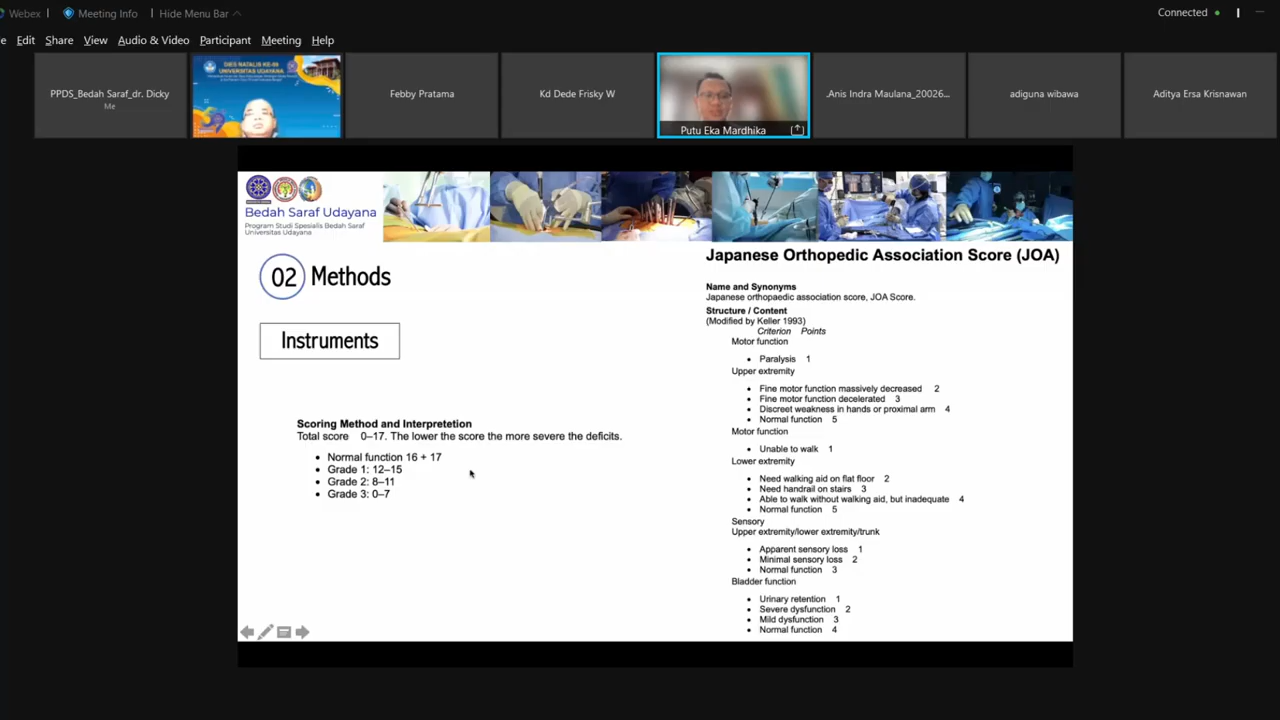 Webex
Meeting Info
Hide Menu Bar
Connected
e Edit Share View Audio & Video Participant Meeting Help
PPDS_Bedah Saraf_dr. Dicky
Me
DIES NATALIS KE-
UNIVERSITAS UDAYANA
Febby Pratama
Kd Dede Frisky W
Putu Eka Mardhika
.Anis Indra Maulana_20026...
adiguna wibawa
Aditya Ersa Krisnawan
Bedah Saraf Udayana
Program Studi Spesialis Bedah Saraf
Universitas Udayana
02 Methods
Instruments
Scoring Method and Interpretetion
Total score 0–17. The lower the score the more severe the deficits.
• Normal function 16 + 17
• Grade 1: 12–15
• Grade 2: 8–11
• Grade 3: 0–7
Japanese Orthopedic Association Score (JOA)
Name and Synonyms
Japanese orthopaedic association score, JOA Score.
Structure / Content
(Modified by Keller 1993)
Criterion Points
Motor function
• Paralysis 1
Upper extremity
• Fine motor function massively decreased 2
• Fine motor function decelerated 3
• Discreet weakness in hands or proximal arm 4
• Normal function 5
Motor function
• Unable to walk 1
Lower extremity
• Need walking aid on flat floor 2
• Need handrail on stairs 3
• Able to walk without walking aid, but inadequate 4
• Normal function 5
Sensory
Upper extremity/lower extremity/trunk
• Apparent sensory loss 1
• Minimal sensory loss 2
• Normal function 3
Bladder function
• Urinary retention 1
• Severe dysfunction 2
• Mild dysfunction 3
• Normal function 4